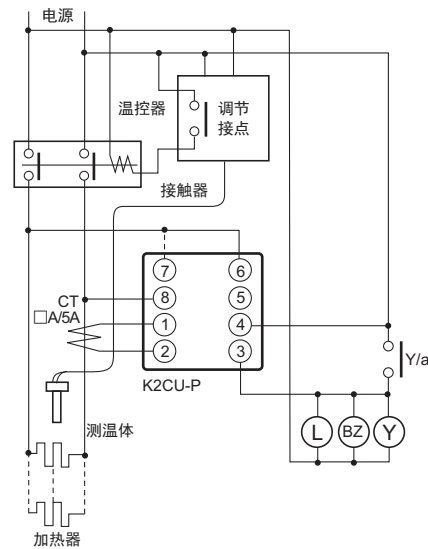 电源
温控器
调节
接点
接触器
7
6
8
5
1
4
2
3
CT
□A/5A
K2CU-P
Y/a
L
BZ
Y
测温体
加热器